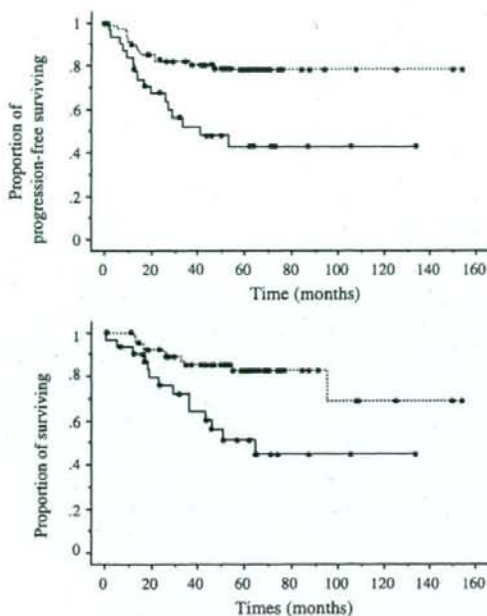 Proportion of
progression-free surviving
1
.8
.6
.4
.2
0
0 20 40 60 80 100 120 140 160
Time (months)
Proportion of surviving
1
.8
.6
.4
.2
0
0 20 40 60 80 100 120 140 160
Times (months)